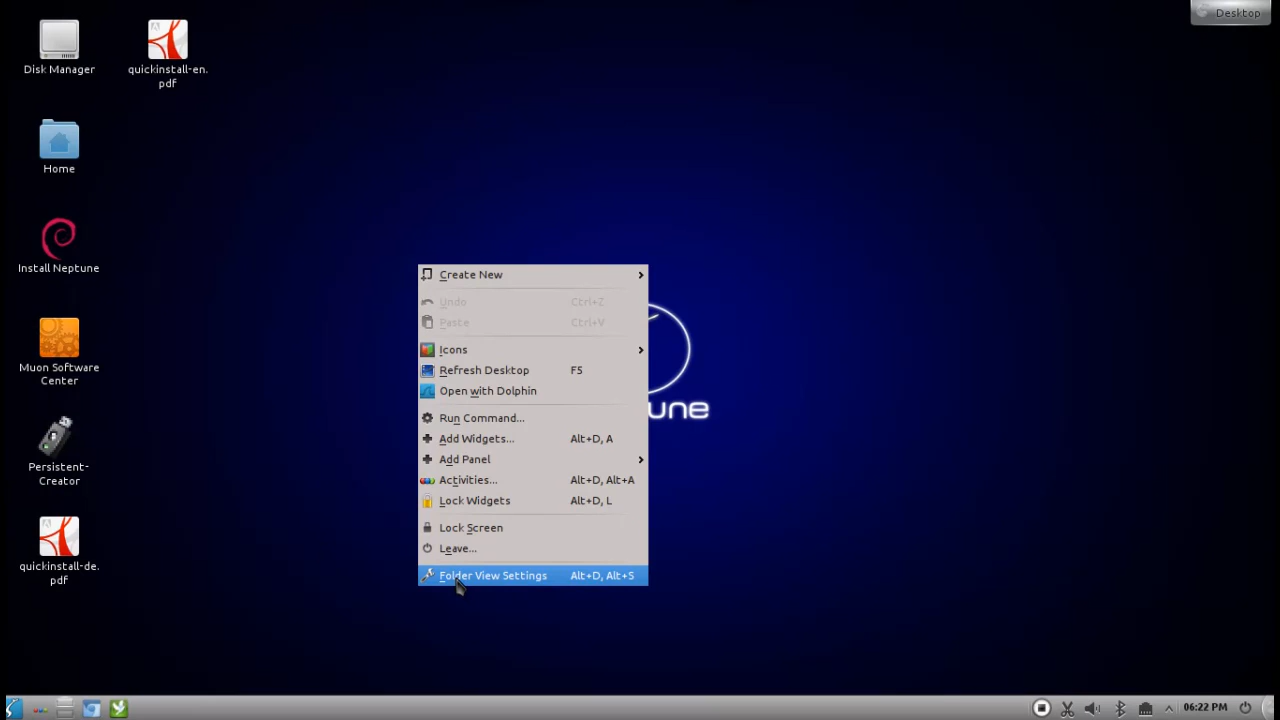 Desktop
Disk Manager
quickinstall-en.
pdf
Home
Install Neptune
Muon Software
Center
Persistent-
Creator
quickinstall-de.
pdf
Create New
Undo Ctrl+Z
Paste Ctrl+V
Icons
Refresh Desktop F5
Open with Dolphin
Run Command...
Add Widgets... Alt+D, A
Add Panel
Activities... Alt+D, Alt+A
Lock Widgets Alt+D, L
Lock Screen
Leave...
Folder View Settings Alt+D, Alt+S
une
06:22 PM